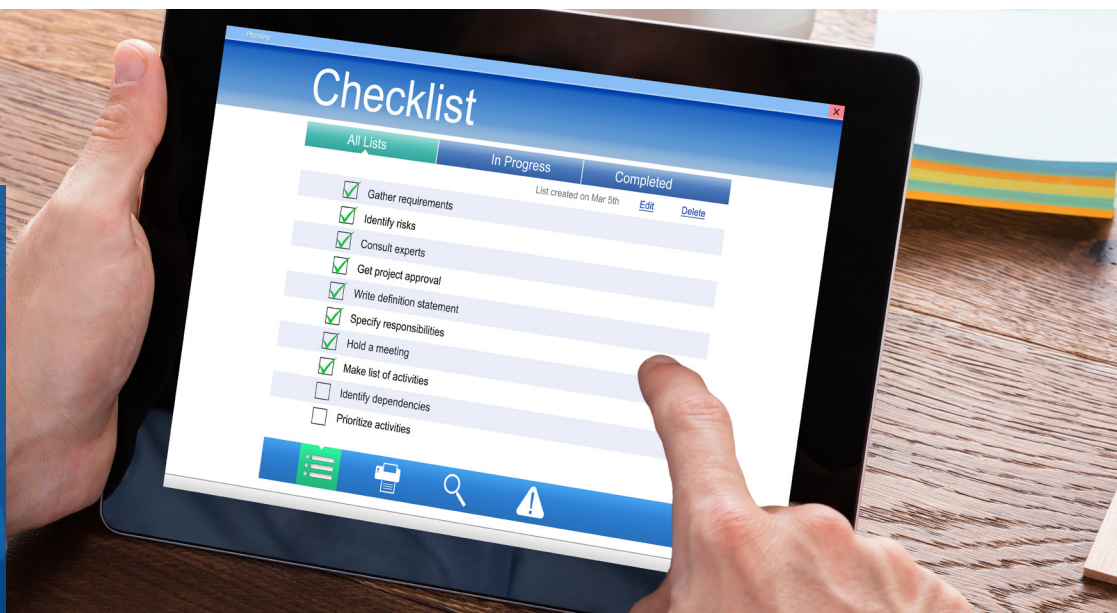 Planning
Checklist
All Lists
In Progress
Completed
List created on Mar 5th
Edit
Delete
Gather requirements
Identify risks
Consult experts
Get project approval
Write definition statement
Specify responsibilities
Hold a meeting
Make list of activities
Identify dependencies
Prioritize activities